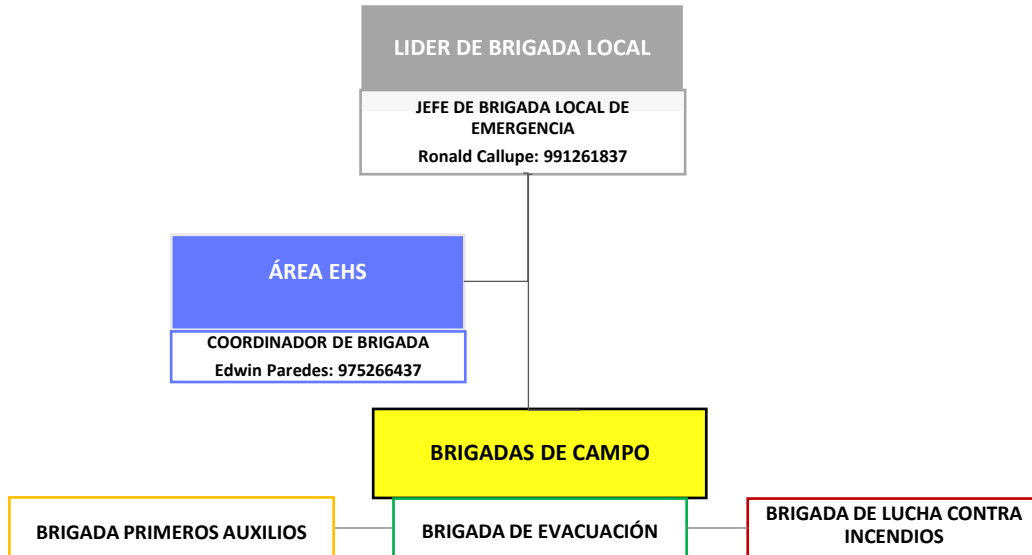 LIDER DE BRIGADA LOCAL
JEFE DE BRIGADA LOCAL DE
EMERGENCIA
Ronald Callupe: 991261837
ÁREA EHS
COORDINADOR DE BRIGADA
Edwin Paredes: 975266437
BRIGADAS DE CAMPO
BRIGADA PRIMEROS AUXILIOS
BRIGADA DE EVACUACIÓN
BRIGADA DE LUCHA CONTRA
INCENDIOS